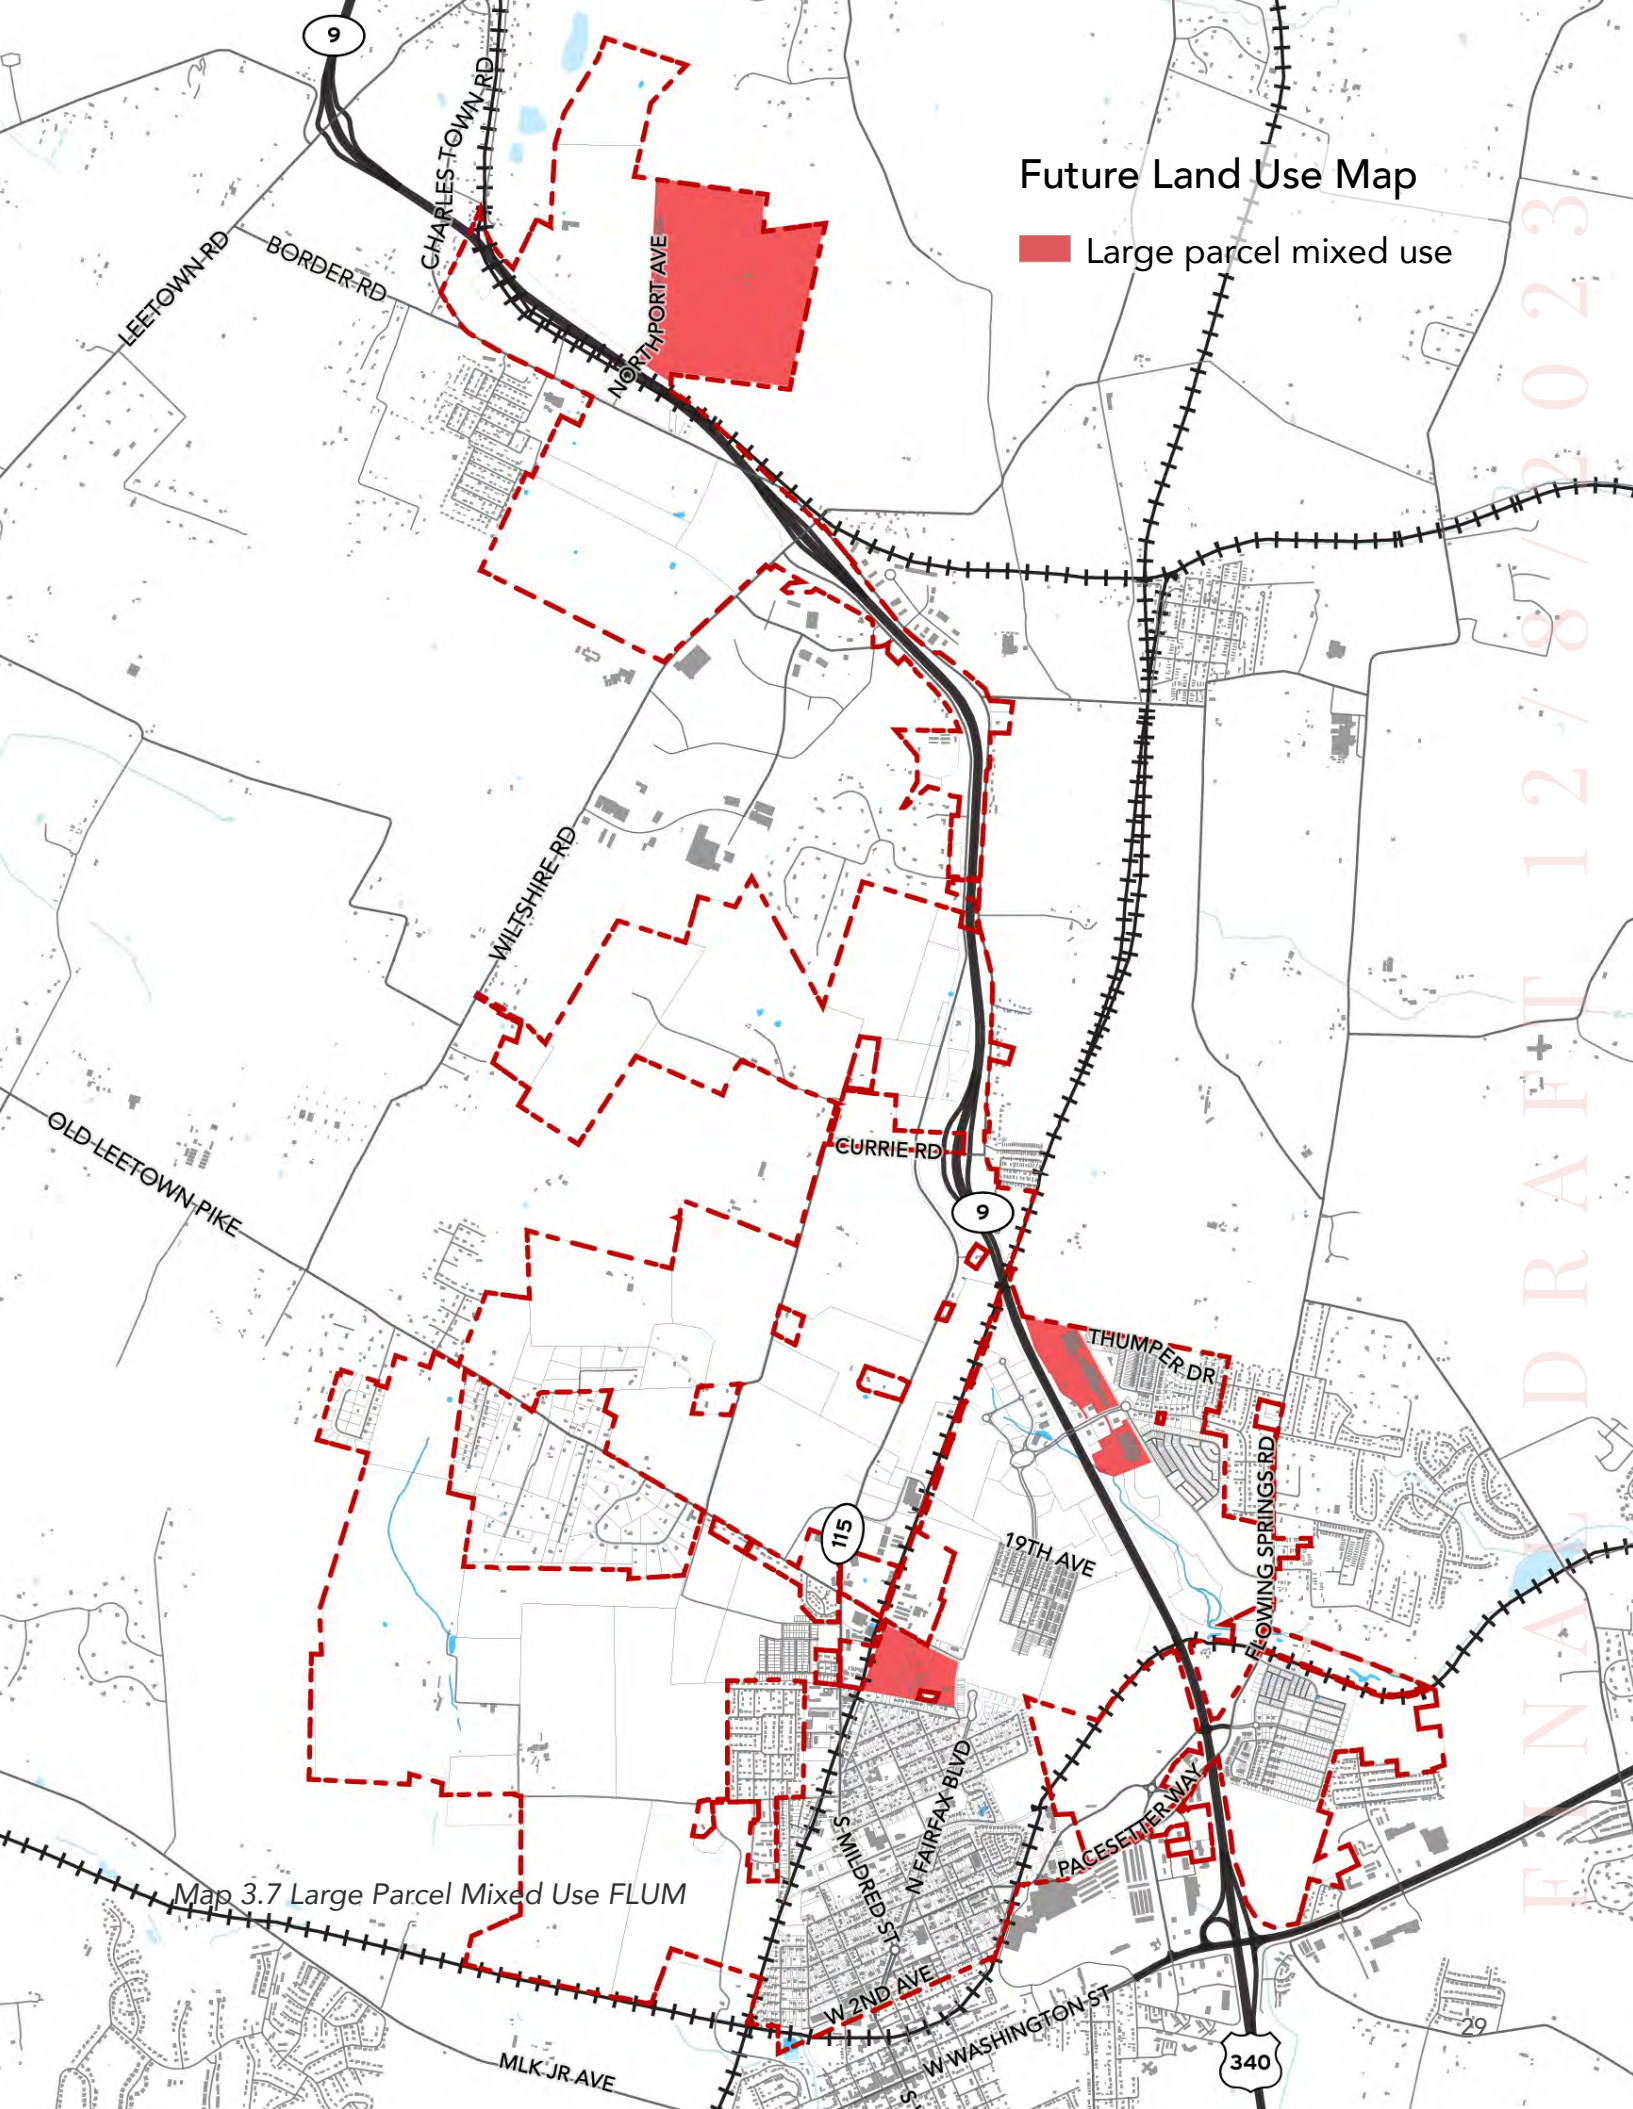 9
CHARLES TOWN RD
Future Land Use Map
Large parcel mixed use
LEETOWN RD
BORDER RD
NORTHPORT AVE
WILTSHIRE RD
OLD LEETOWN PIKE
CURRIE RD
9
THUMPER DR
FLOWING SPRINGS RD
115
19TH AVE
S MILDRED ST
N FAIRFAX BLVD
PACESETTER WAY
Map 3.7 Large Parcel Mixed Use FLUM
W 2ND AVE
W WASHINGTON ST
MLK JR AVE
340
29
FINAL DRAFT 12/8/2023